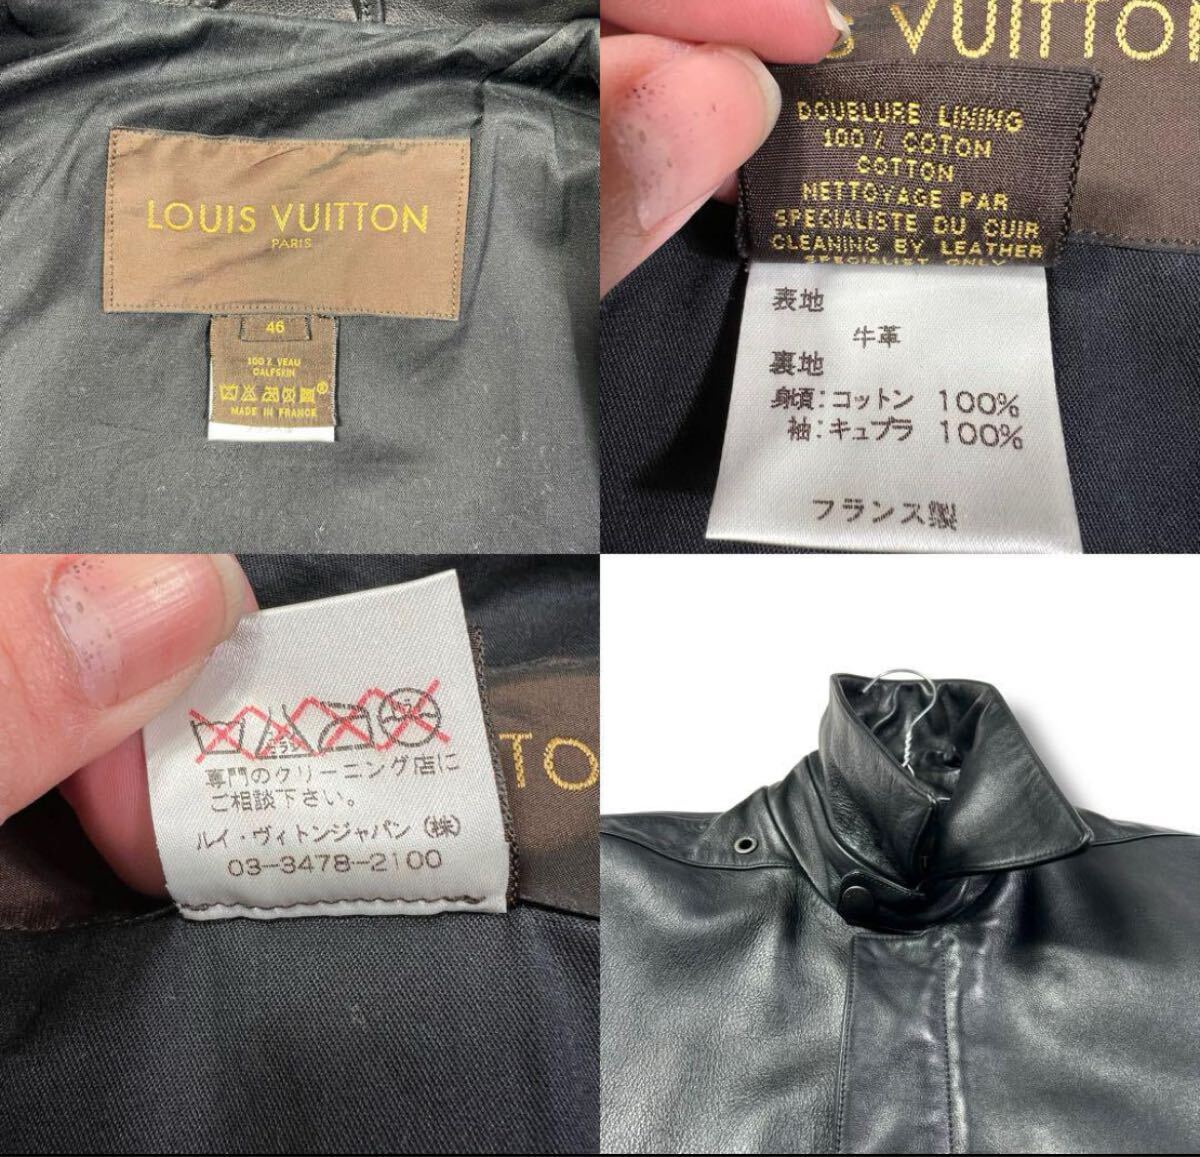 LOUIS VUITTON
PARIS
46
100 % VEAU
CALFSKIN
MADE IN FRANCE
S VUITTON
DOUBLURE LINING
100 % COTON
COTTON
NETTOYAGE PAR
SPECIALISTE DU CUIR
CLEANING BY LEATHER
SPECIALIST ONLY
表地
牛革
裏地
身頃:コットン 100%
袖:キュプラ 100%
フランス製
専門のクリーニング店に
ご相談下さい。
ルイ・ヴィトンジャパン(株)
03-3478-2100
TO